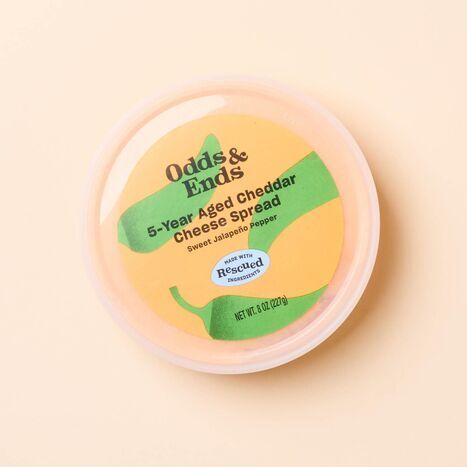 Odds &
Ends
5-Year Aged Cheddar
Cheese Spread
Sweet Jalapeño Pepper
MADE WITH
Rescued
INGREDIENTS
NET WT. 8 OZ (227g)